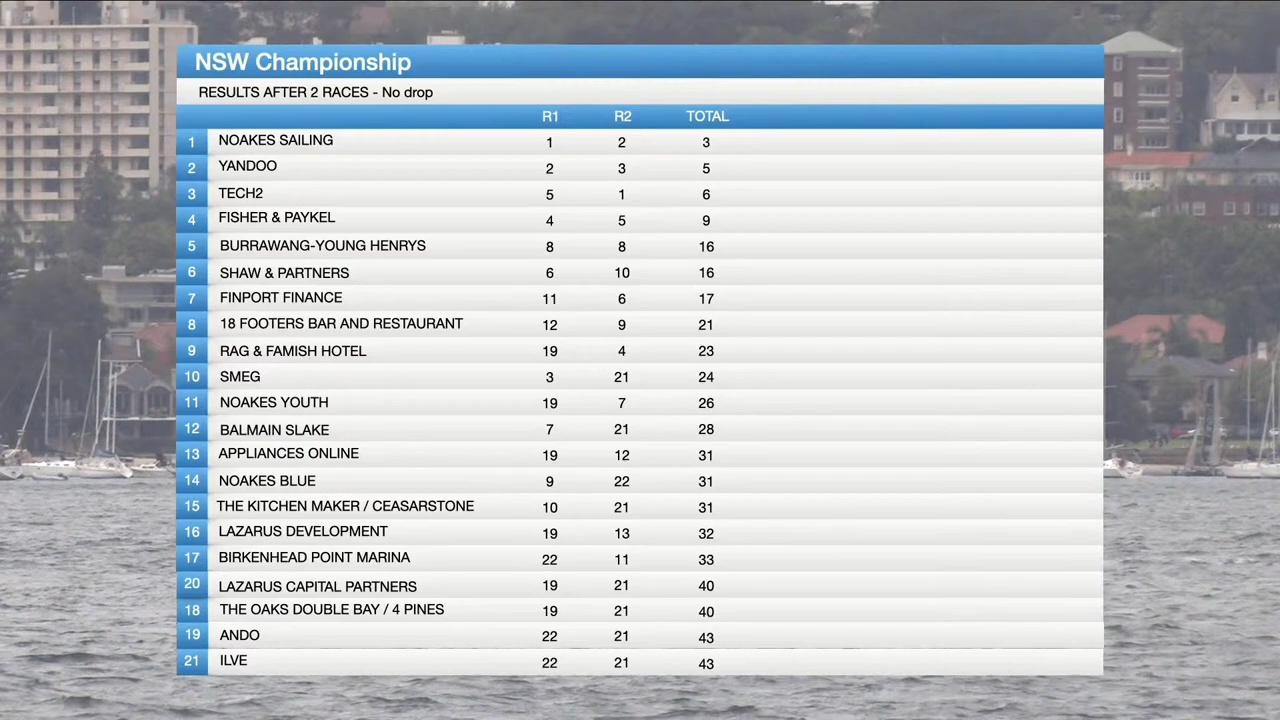 NSW Championship
RESULTS AFTER 2 RACES - No drop
R1 R2 TOTAL
1 NOAKES SAILING 1 2 3
2 YANDOO 2 3 5
3 TECH2 5 1 6
4 FISHER & PAYKEL 4 5 9
5 BURRAWANG-YOUNG HENRYS 8 8 16
6 SHAW & PARTNERS 6 10 16
7 FINPORT FINANCE 11 6 17
8 18 FOOTERS BAR AND RESTAURANT 12 9 21
9 RAG & FAMISH HOTEL 19 4 23
10 SMEG 3 21 24
11 NOAKES YOUTH 19 7 26
12 BALMAIN SLAKE 7 21 28
13 APPLIANCES ONLINE 19 12 31
14 NOAKES BLUE 9 22 31
15 THE KITCHEN MAKER / CEASARSTONE 10 21 31
16 LAZARUS DEVELOPMENT 19 13 32
17 BIRKENHEAD POINT MARINA 22 11 33
20 LAZARUS CAPITAL PARTNERS 19 21 40
18 THE OAKS DOUBLE BAY / 4 PINES 19 21 40
19 ANDO 22 21 43
21 ILVE 22 21 43